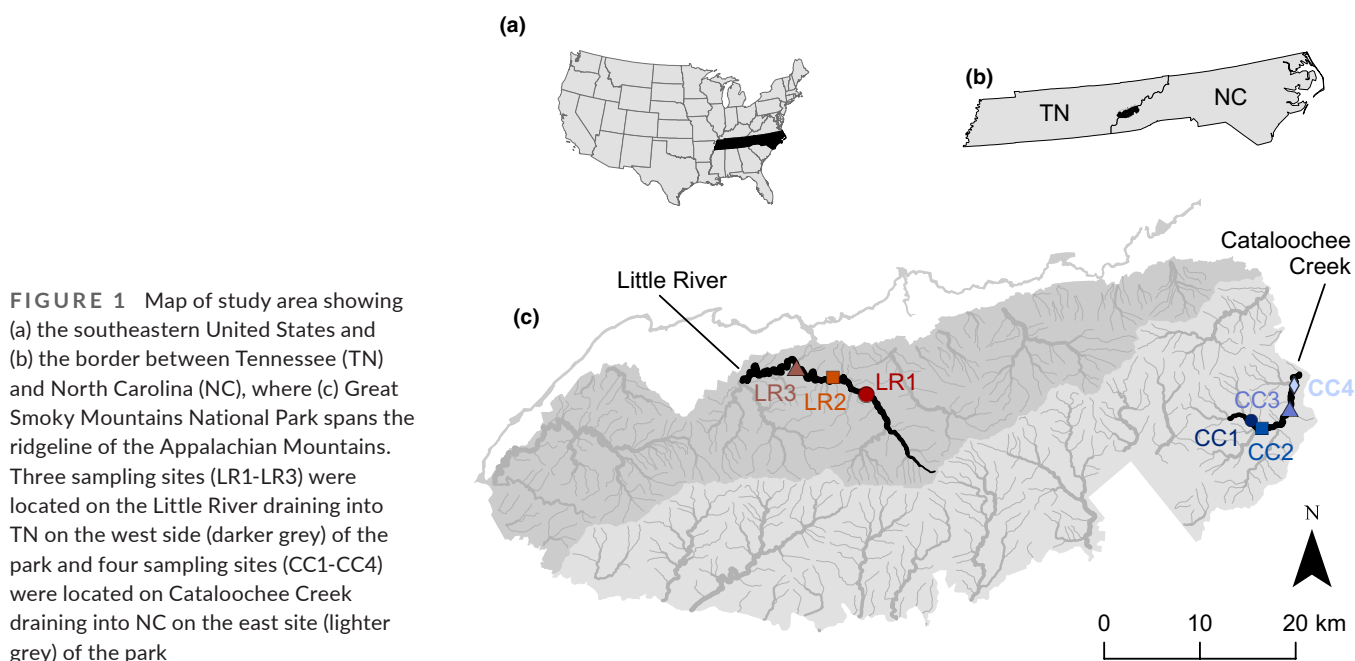 FIGURE 1 Map of study area showing
(a) the southeastern United States and
(b) the border between Tennessee (TN)
and North Carolina (NC), where (c) Great
Smoky Mountains National Park spans the
ridgeline of the Appalachian Mountains.
Three sampling sites (LR1-LR3) were
located on the Little River draining into
TN on the west side (darker grey) of the
park and four sampling sites (CC1-CC4)
were located on Cataloochee Creek
draining into NC on the east site (lighter
grey) of the park
(a)
(b)
TN
NC
(c)
Little River
Cataloochee
Creek
LR3
LR2
LR1
CC1
CC2
CC3
CC4
N
0 10 20 km